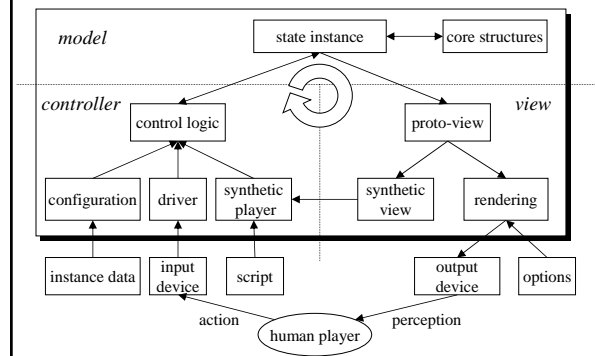 model
state instance
core structures
controller
view
control logic
proto-view
configuration
driver
synthetic
player
synthetic
view
rendering
instance data
input
device
script
output
device
options
action
human player
perception